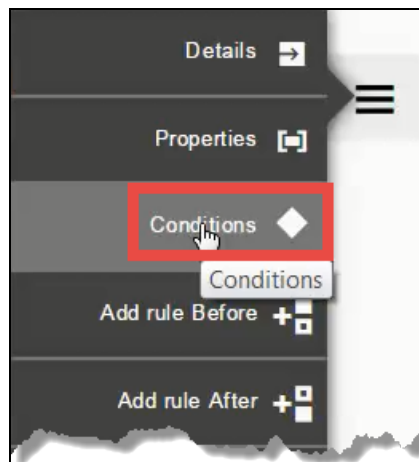 Details
Properties
Conditions
Conditions
Add rule Before
Add rule After